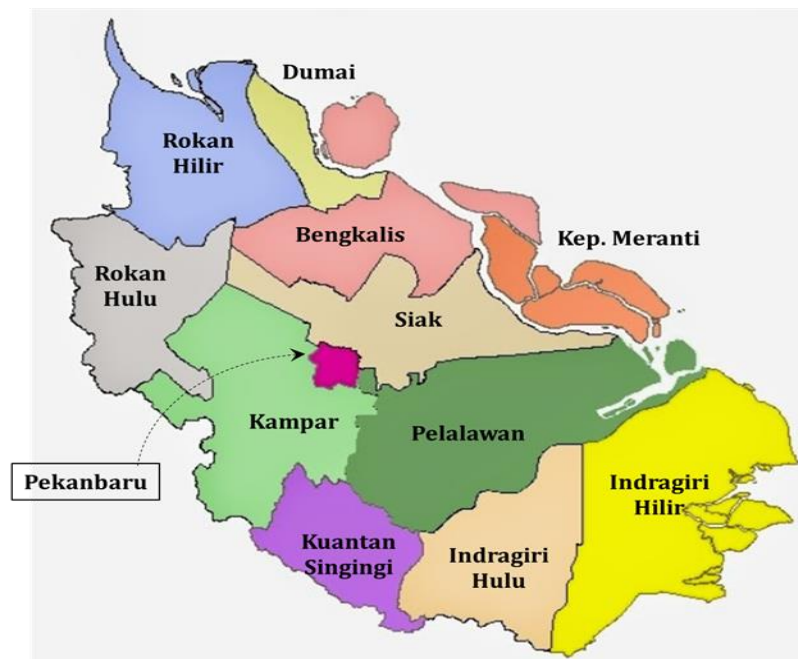 Dumai
Rokan
Hilir
Bengkalis
Kep. Meranti
Rokan
Hulu
Siak
Kampar
Pelalawan
Pekanbaru
Indragiri
Hilir
Kuantan
Singingi
Indragiri
Hulu